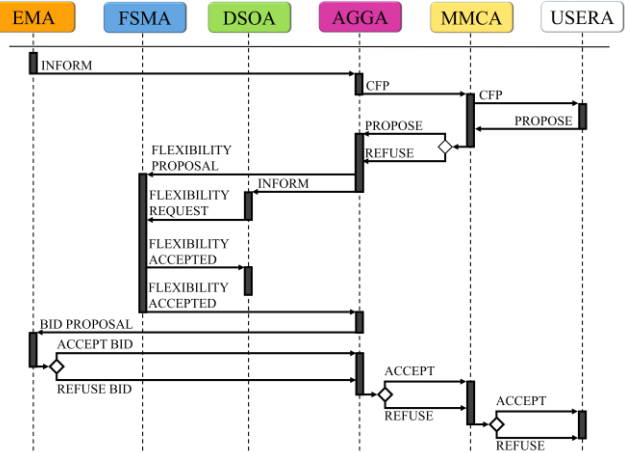 EMA FSMA DSOA AGGA MMCA USERA
INFORM
CFP
CFP
PROPOSE
PROPOSE
REFUSE
FLEXIBILITY
PROPOSAL
INFORM
FLEXIBILITY
REQUEST
FLEXIBILITY
ACCEPTED
FLEXIBILITY
ACCEPTED
BID PROPOSAL
ACCEPT BID
REFUSE BID
ACCEPT
REFUSE
ACCEPT
REFUSE